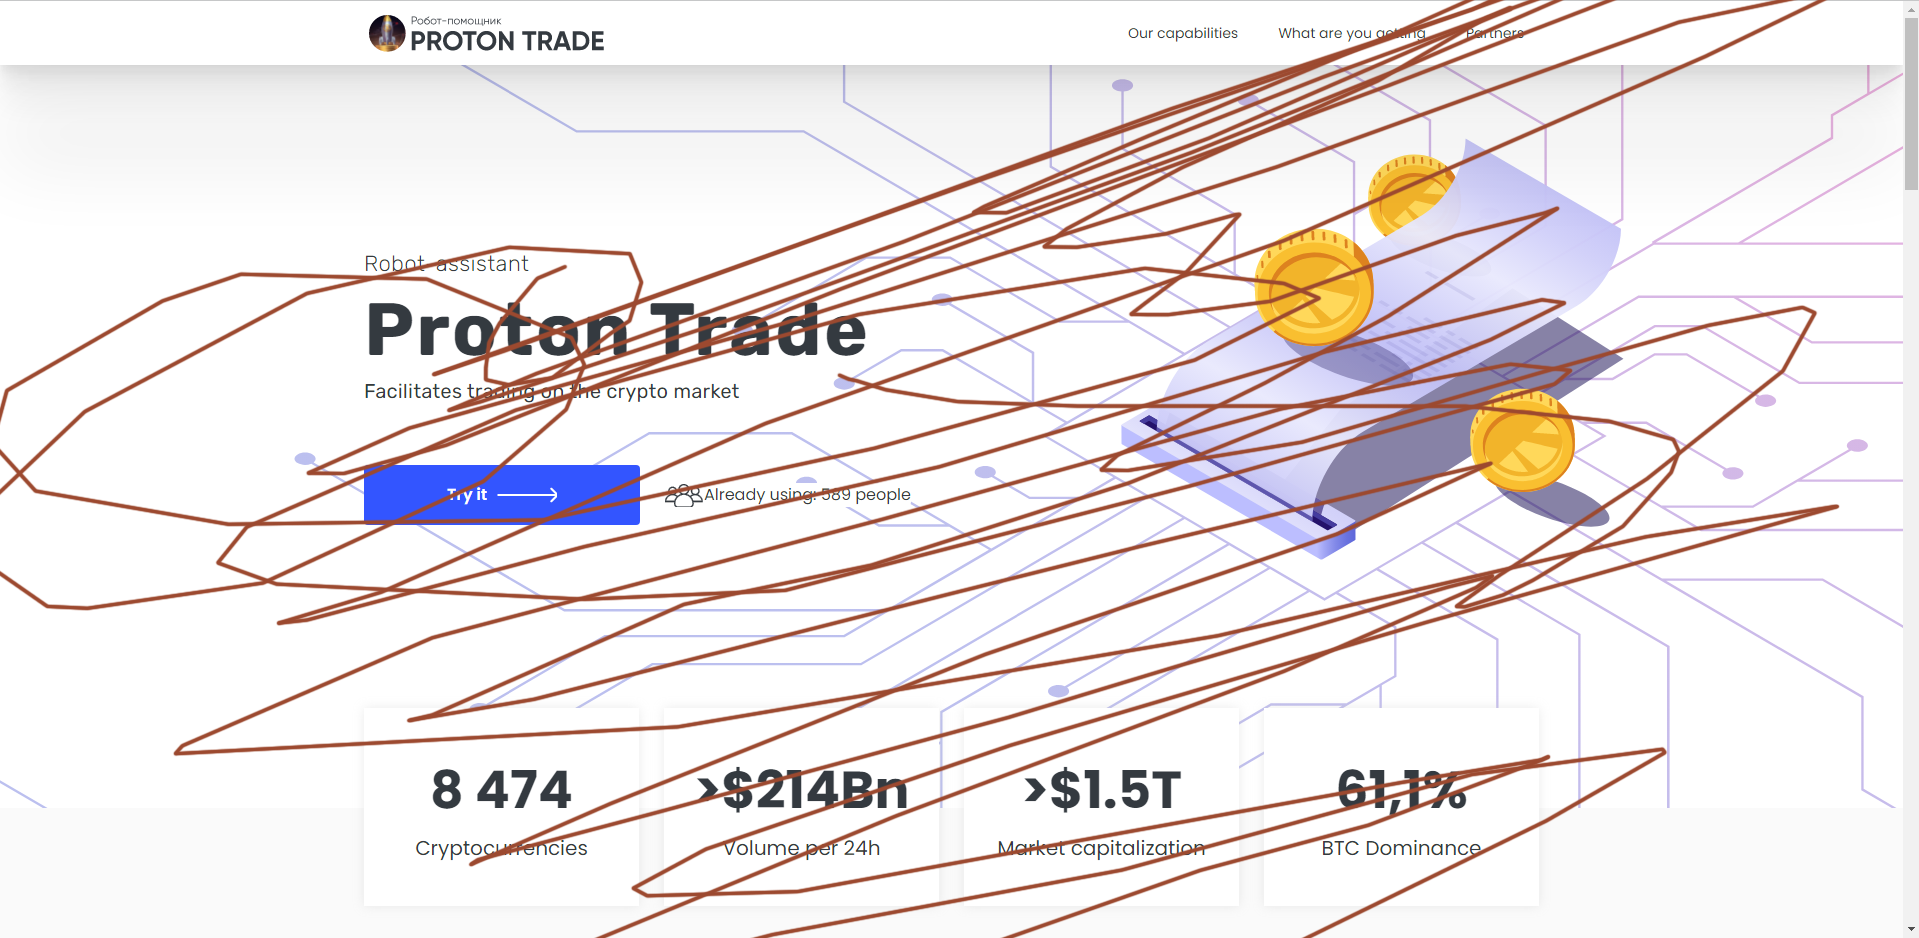 Робот-помощник
PROTON TRADE
Our capabilities
What are you getting
Partners
Robot-assistant
Proton Trade
Facilitates trading on the crypto market
Try it
Already using: 589 people
8 474
Cryptocurrencies
>$214Bn
Volume per 24h
>$1.5T
Market capitalization
61,1%
BTC Dominance